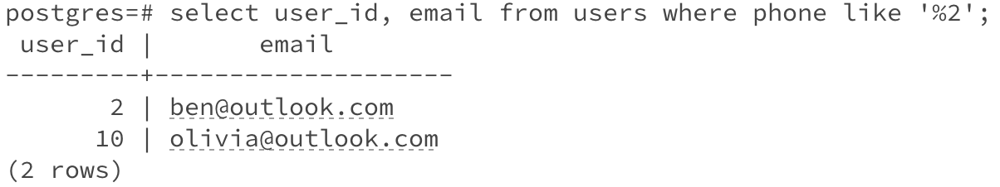 postgres=# select user_id, email from users where phone like '%2';
 user_id |       email
---------+--------------------
       2 | ben@outlook.com
      10 | olivia@outlook.com
(2 rows)